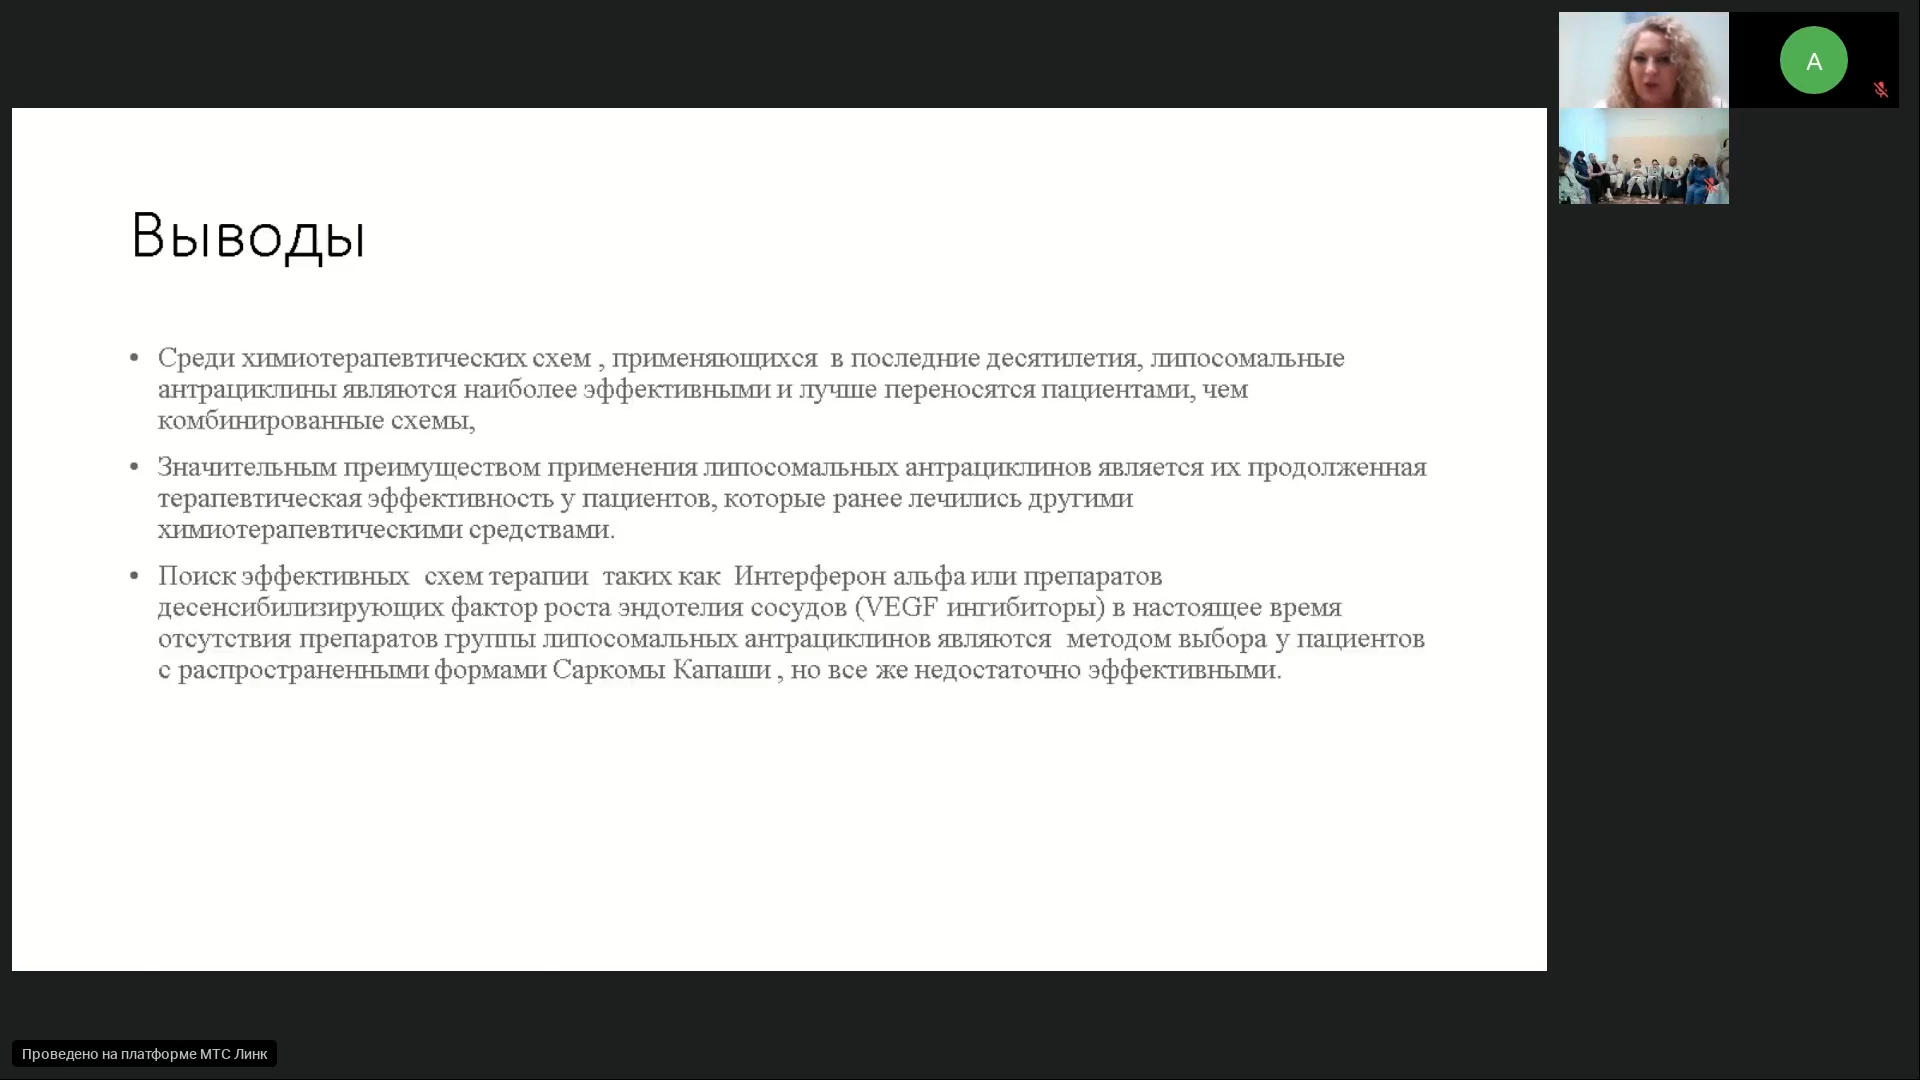 A
Выводы
• Среди химиотерапевтических схем , применяющихся в последние десятилетия, липосомальные
антрациклины являются наиболее эффективными и лучше переносятся пациентами, чем
комбинированные схемы,
• Значительным преимуществом применения липосомальных антрациклинов является их продолженная
терапевтическая эффективность у пациентов, которые ранее лечились другими
химиотерапевтическими средствами.
• Поиск эффективных схем терапии таких как Интерферон альфа или препаратов
десенсибилизирующих фактор роста эндотелия сосудов (VEGF ингибиторы) в настоящее время
отсутствия препаратов группы липосомальных антрациклинов являются методом выбора у пациентов
с распространенными формами Саркомы Капаши , но все же недостаточно эффективными.
Проведено на платформе МТС Линк